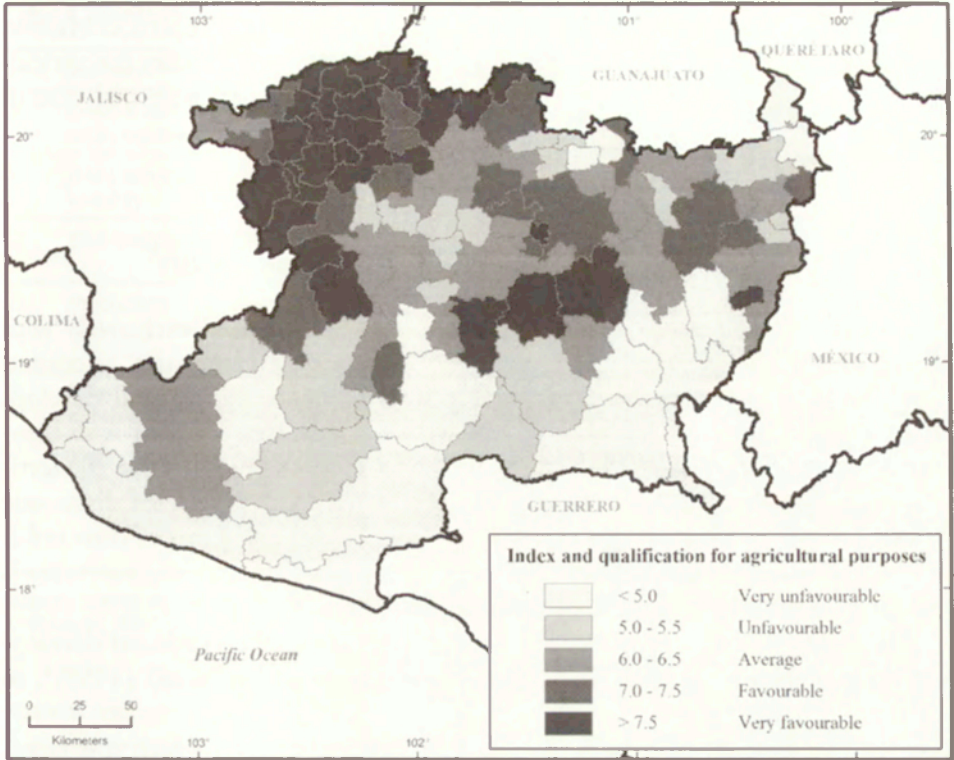 103° 102° 101° 100°
QUERÉTARO
GUANAJUATO
JALISCO
20° 20°
COLIMA
19° 19°
MÉXICO
GUERRERO
Index and qualification for agricultural purposes
< 5.0 Very unfavourable
5.0 - 5.5 Unfavourable
6.0 - 6.5 Average
7.0 - 7.5 Favourable
> 7.5 Very favourable
18°
Pacific Ocean
0 25 50
Kilometers
103° 102°